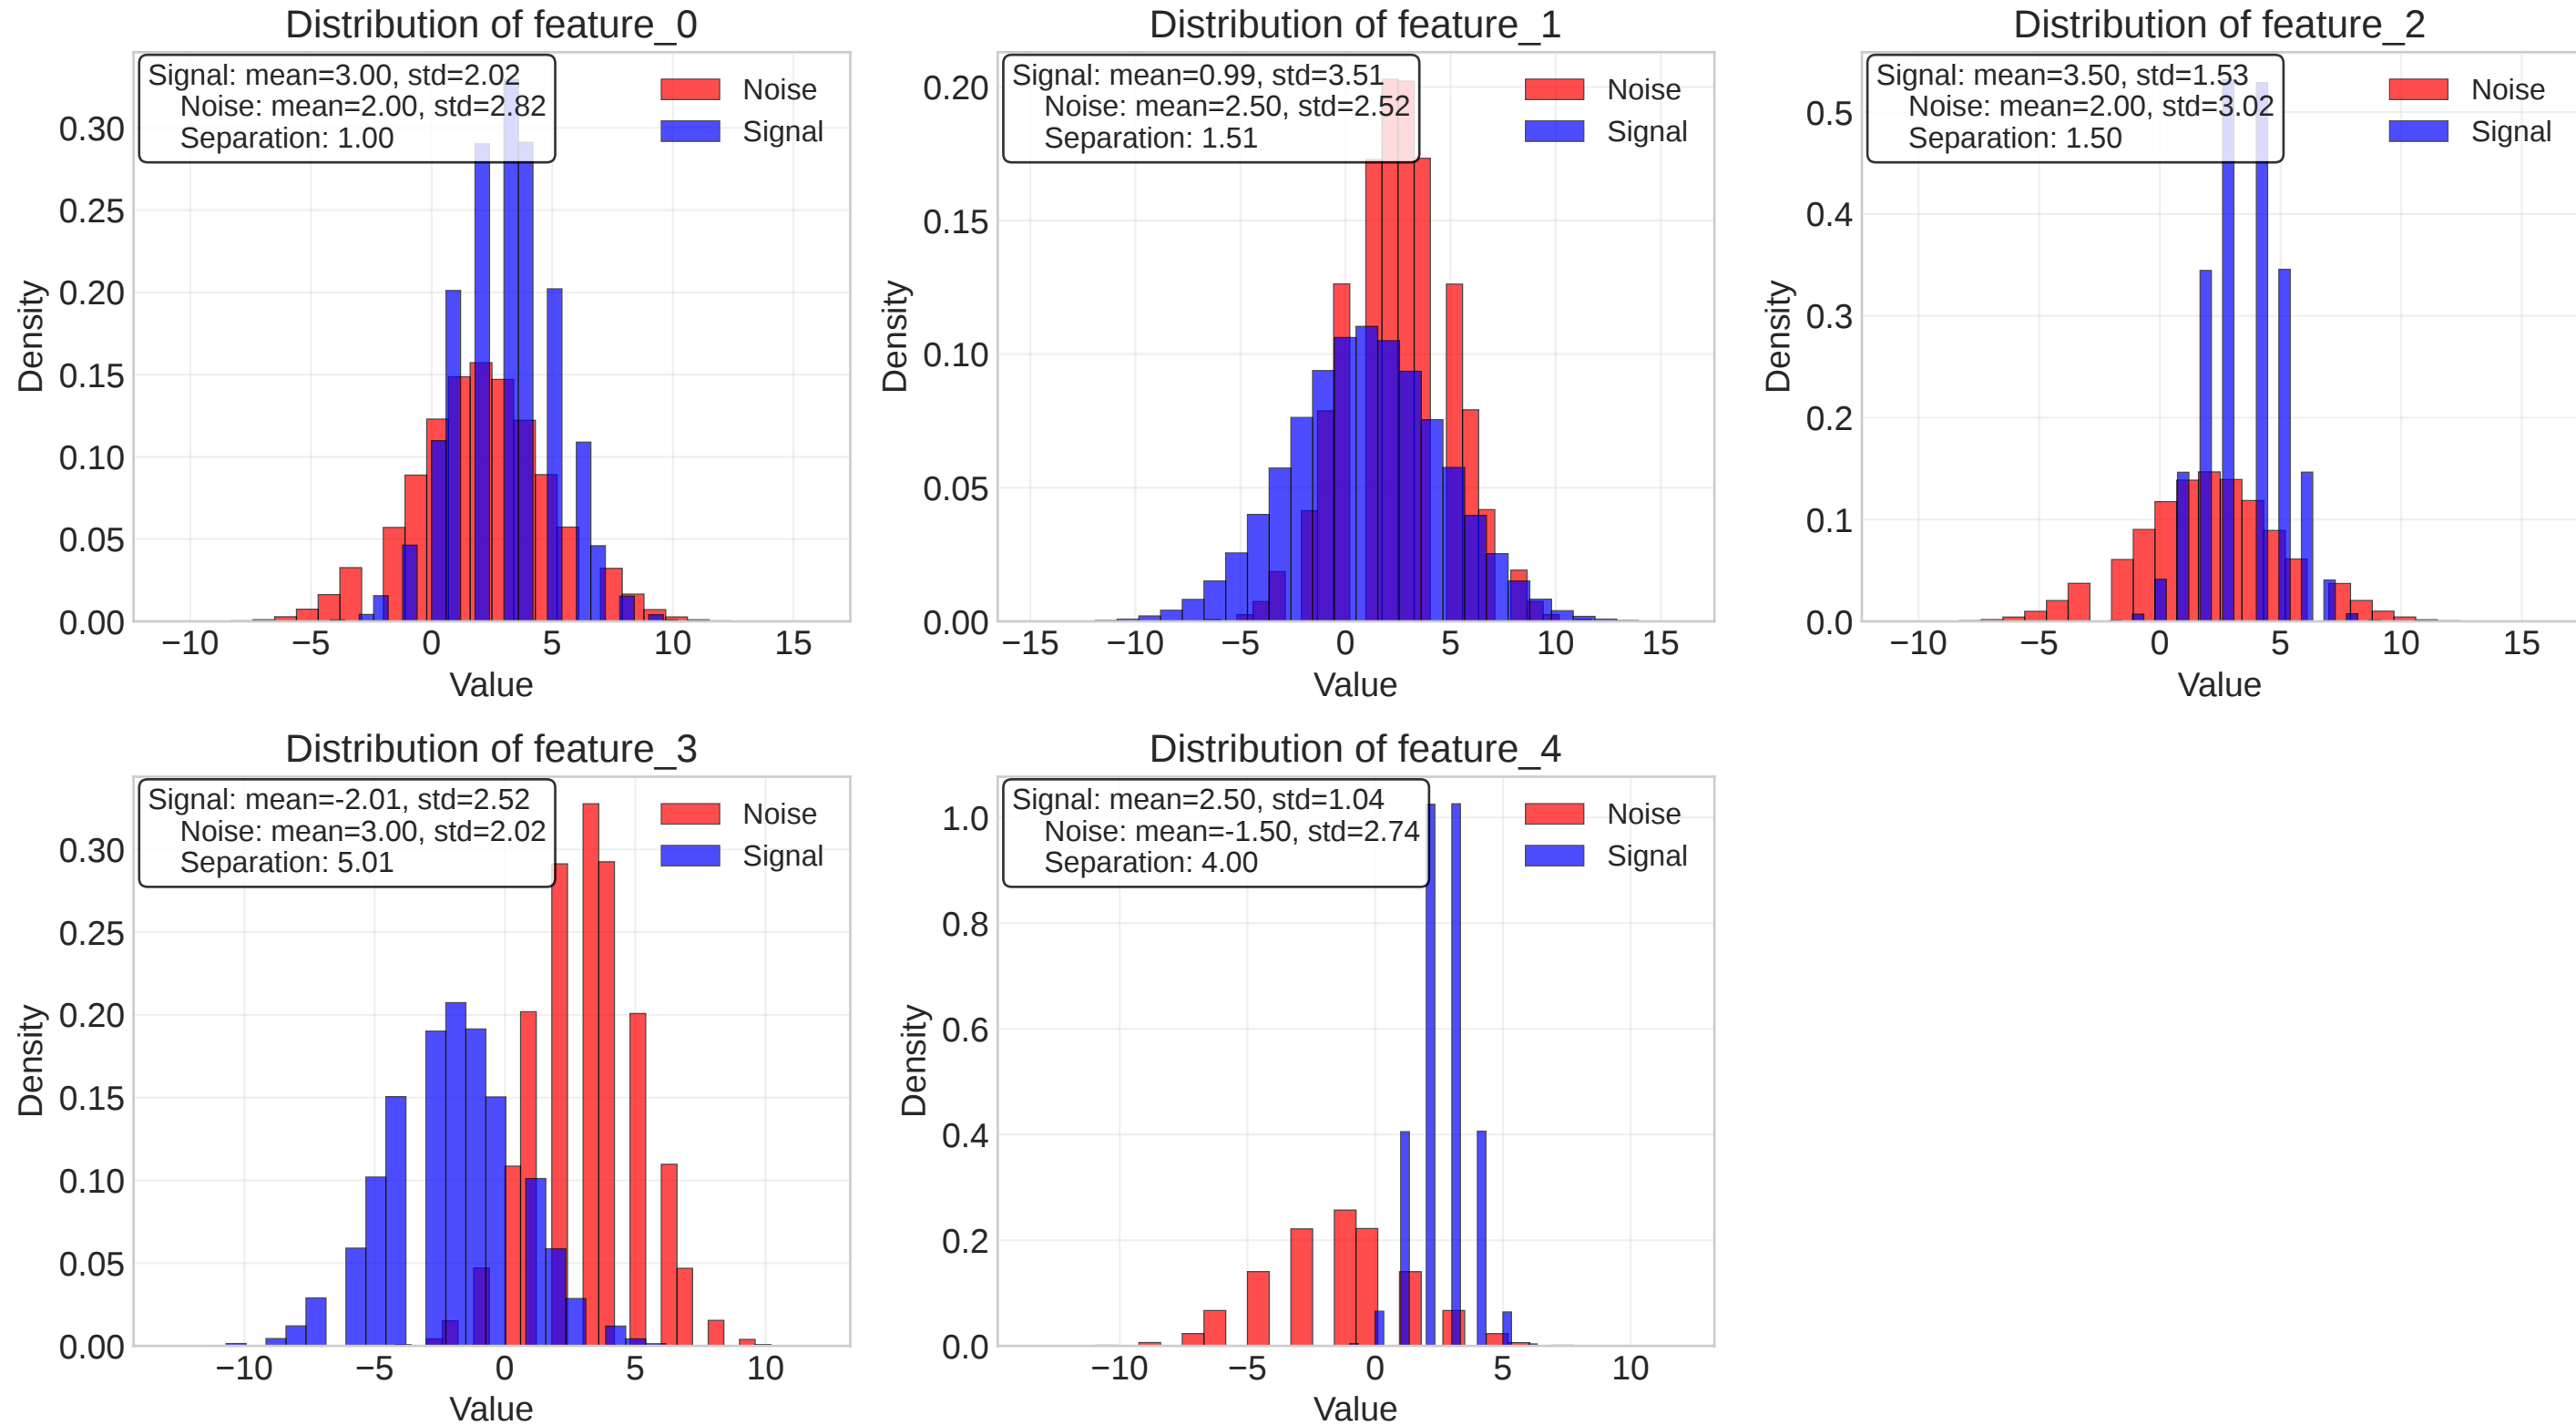 Distribution of feature_0
Signal: mean=3.00, std=2.02
Noise: mean=2.00, std=2.82
Separation: 1.00
Noise
Signal
Density
0.30
0.25
0.20
0.15
0.10
0.05
0.00
−10 −5 0 5 10 15
Value
Distribution of feature_1
Signal: mean=0.99, std=3.51
Noise: mean=2.50, std=2.52
Separation: 1.51
Noise
Signal
Density
0.20
0.15
0.10
0.05
0.00
−15 −10 −5 0 5 10 15
Value
Distribution of feature_2
Signal: mean=3.50, std=1.53
Noise: mean=2.00, std=3.02
Separation: 1.50
Noise
Signal
Density
0.5
0.4
0.3
0.2
0.1
0.0
−10 −5 0 5 10 15
Value
Distribution of feature_3
Signal: mean=-2.01, std=2.52
Noise: mean=3.00, std=2.02
Separation: 5.01
Noise
Signal
Density
0.30
0.25
0.20
0.15
0.10
0.05
0.00
−10 −5 0 5 10
Value
Distribution of feature_4
Signal: mean=2.50, std=1.04
Noise: mean=-1.50, std=2.74
Separation: 4.00
Noise
Signal
Density
1.0
0.8
0.6
0.4
0.2
0.0
−10 −5 0 5 10
Value